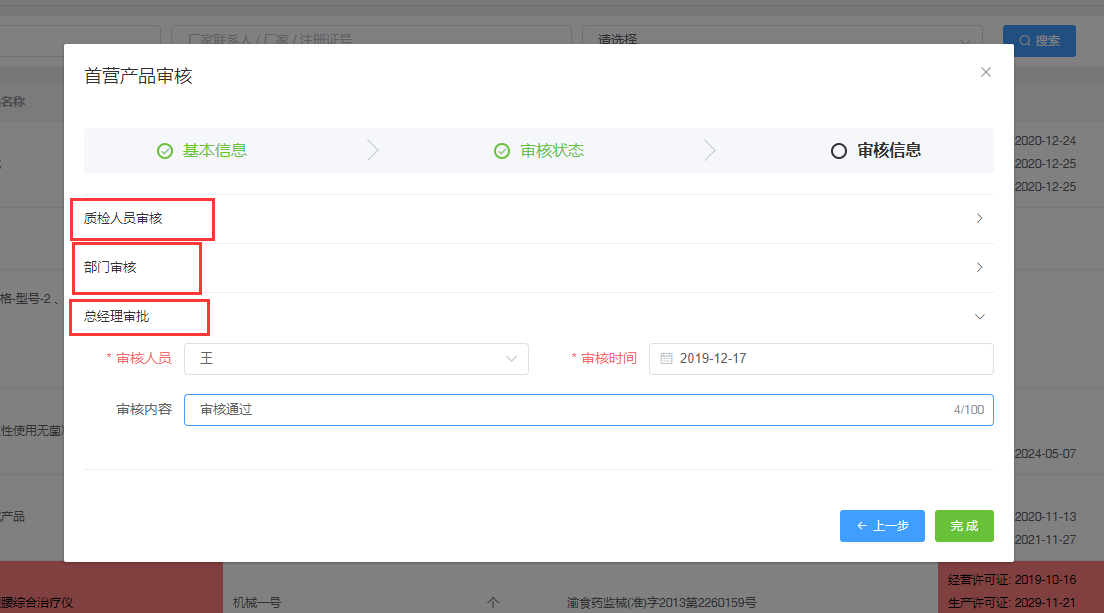 厂家联系人 / 厂家 / 注册证号
请选择
搜索
首营产品审核
名称
基本信息
审核状态
审核信息
2020-12-24
2020-12-25
2020-12-25
质检人员审核
部门审核
格-型号-2 、
总经理审批
* 审核人员
王
* 审核时间
2019-12-17
审核内容
审核通过
4/100
性使用无菌
2024-05-07
产品
上一步
完成
2020-11-13
2021-11-27
经营许可证: 2019-10-16
腰综合治疗仪
机械一号
个
渝食药监械(准)字2013第2260159号
生产许可证: 2029-11-21